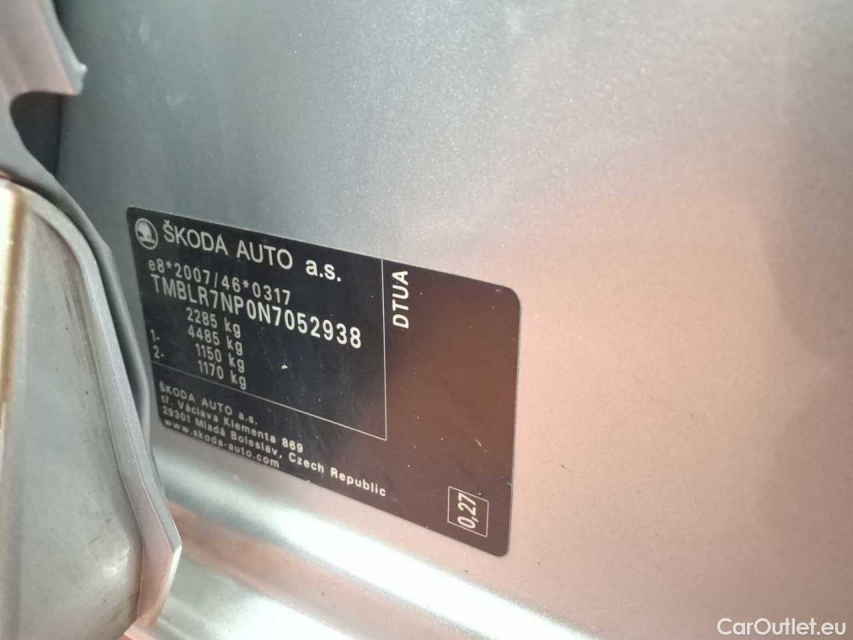 ŠKODA AUTO a.s.
e8*2007/46*0317
TMBLR7NP0N7052938
2285 kg
4485 kg
1- 1150 kg
2- 1170 kg
DTUA
ŠKODA AUTO a.s.
tř. Václava Klementa 869
29301 Mladá Boleslav, Czech Republic
www.skoda-auto.com
0,27
CarOutlet.eu